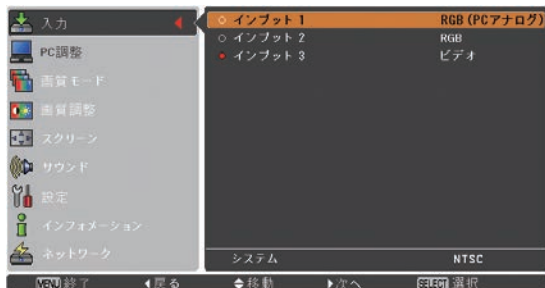 入力
PC調整
画質モード
画質調整
スクリーン
サウンド
設定
インフォメーション
ネットワーク
インプット 1 RGB(PCアナログ)
インプット 2 RGB
インプット 3 ビデオ
システム NTSC
MENU 終了 ◀戻る ◆移動 ▶次へ SELECT 選択